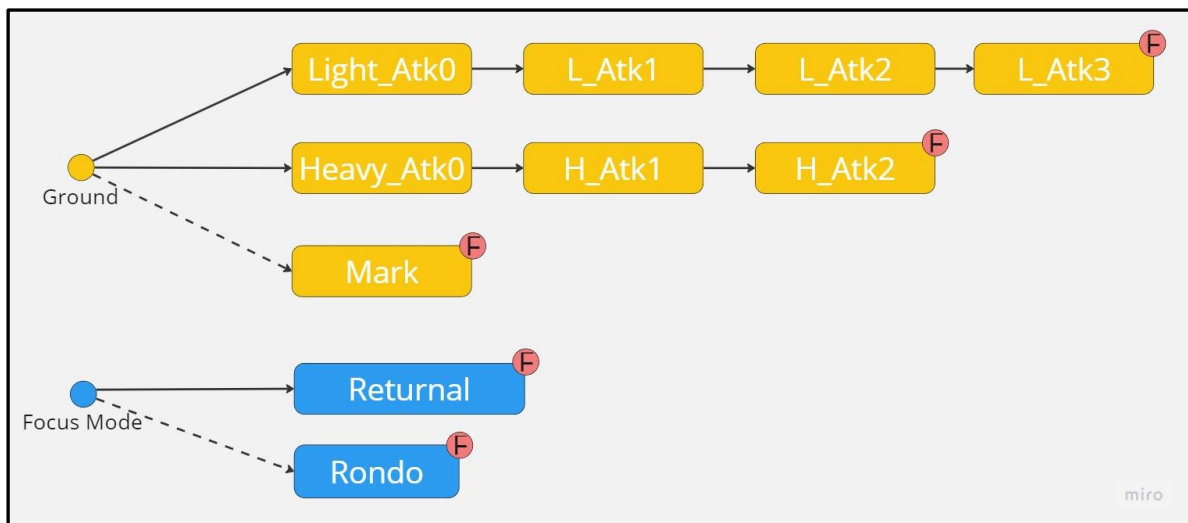 Light_Atk0 L_Atk1 L_Atk2 L_Atk3 F
Ground Heavy_Atk0 H_Atk1 H_Atk2 F
Mark F
Focus Mode Returnal F
Rondo F
miro